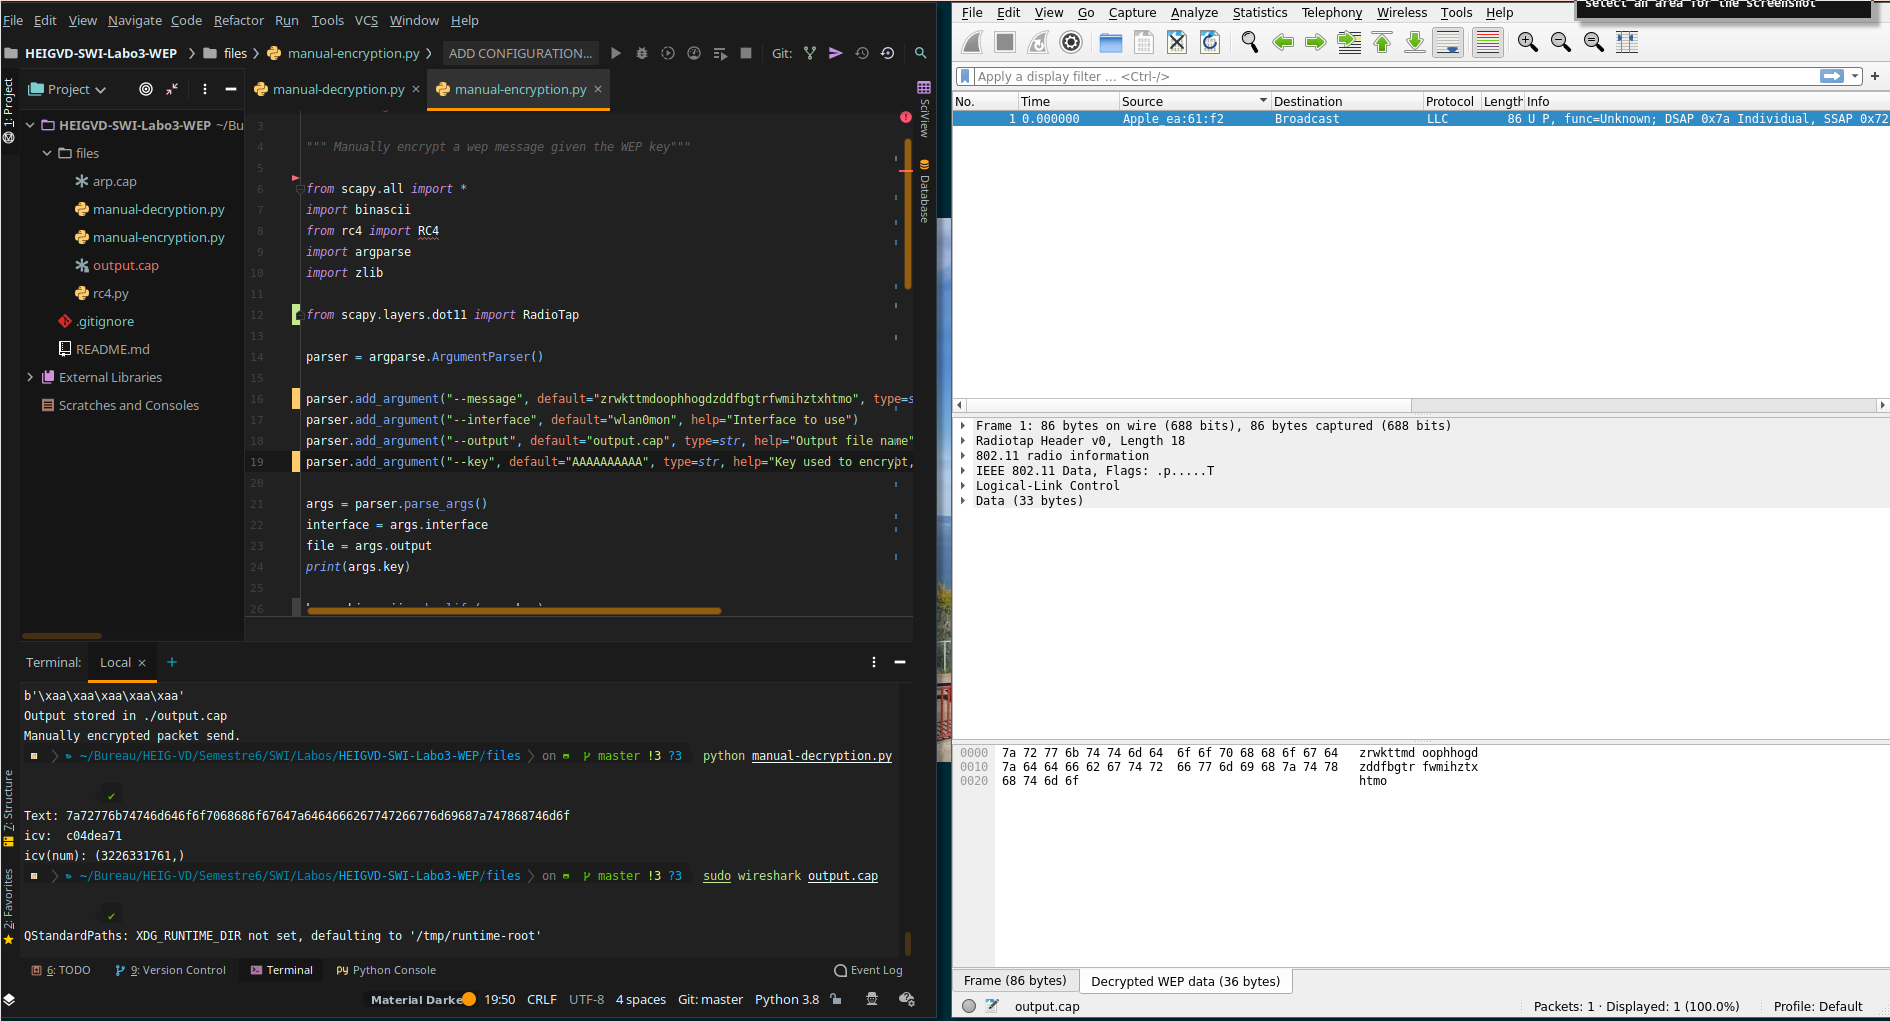 File Edit View Navigate Code Refactor Run Tools VCS Window Help
HEIGVD-SWI-Labo3-WEP files manual-encryption.py ADD CONFIGURATION... Git:
Project
manual-decryption.py
manual-encryption.py
1: Project
HEIGVD-SWI-Labo3-WEP ~/Bu
files
arp.cap
manual-decryption.py
manual-encryption.py
output.cap
rc4.py
.gitignore
README.md
External Libraries
Scratches and Consoles
3
4 """ Manually encrypt a wep message given the WEP key"""
5
6 from scapy.all import *
7 import binascii
8 from rc4 import RC4
9 import argparse
10 import zlib
11
12 from scapy.layers.dot11 import RadioTap
13
14 parser = argparse.ArgumentParser()
15
16 parser.add_argument("--message", default="zrwkttmdoophhogdzddfbgtrfwmihztxhtmo", type=s
17 parser.add_argument("--interface", default="wlan0mon", help="Interface to use")
18 parser.add_argument("--output", default="output.cap", type=str, help="Output file name"
19 parser.add_argument("--key", default="AAAAAAAAAA", type=str, help="Key used to encrypt,
20
21 args = parser.parse_args()
22 interface = args.interface
23 file = args.output
24 print(args.key)
25
26
SciView
Database
Terminal: Local +
b'\xaa\xaa\xaa\xaa\xaa'
Output stored in ./output.cap
Manually encrypted packet send.
~/Bureau/HEIG-VD/Semestre6/SWI/Labos/HEIGVD-SWI-Labo3-WEP/files on master !3 ?3 python manual-decryption.py
Text: 7a72776b74746d646f6f7068686f67647a6464666267747266776d69687a747868746d6f
icv: c04dea71
icv(num): (3226331761,)
~/Bureau/HEIG-VD/Semestre6/SWI/Labos/HEIGVD-SWI-Labo3-WEP/files on master !3 ?3 sudo wireshark output.cap
QStandardPaths: XDG_RUNTIME_DIR not set, defaulting to '/tmp/runtime-root'
7: Structure
2: Favorites
6: TODO 9: Version Control Terminal Python Console Event Log
Material Darke 19:50 CRLF UTF-8 4 spaces Git: master Python 3.8
select an area for the screenshot
File Edit View Go Capture Analyze Statistics Telephony Wireless Tools Help
Apply a display filter ... <Ctrl-/>
No. Time Source Destination Protocol Length Info
1 0.000000 Apple_ea:61:f2 Broadcast LLC 86 U P, func=Unknown; DSAP 0x7a Individual, SSAP 0x72
Frame 1: 86 bytes on wire (688 bits), 86 bytes captured (688 bits)
Radiotap Header v0, Length 18
802.11 radio information
IEEE 802.11 Data, Flags: .p.....T
Logical-Link Control
Data (33 bytes)
0000 7a 72 77 6b 74 74 6d 64 6f 6f 70 68 68 6f 67 64 zrwkttmd oophhogd
0010 7a 64 64 66 62 67 74 72 66 77 6d 69 68 7a 74 78 zddfbgtr fwmihztx
0020 68 74 6d 6f htmo
Frame (86 bytes) Decrypted WEP data (36 bytes)
output.cap Packets: 1 · Displayed: 1 (100.0%) Profile: Default